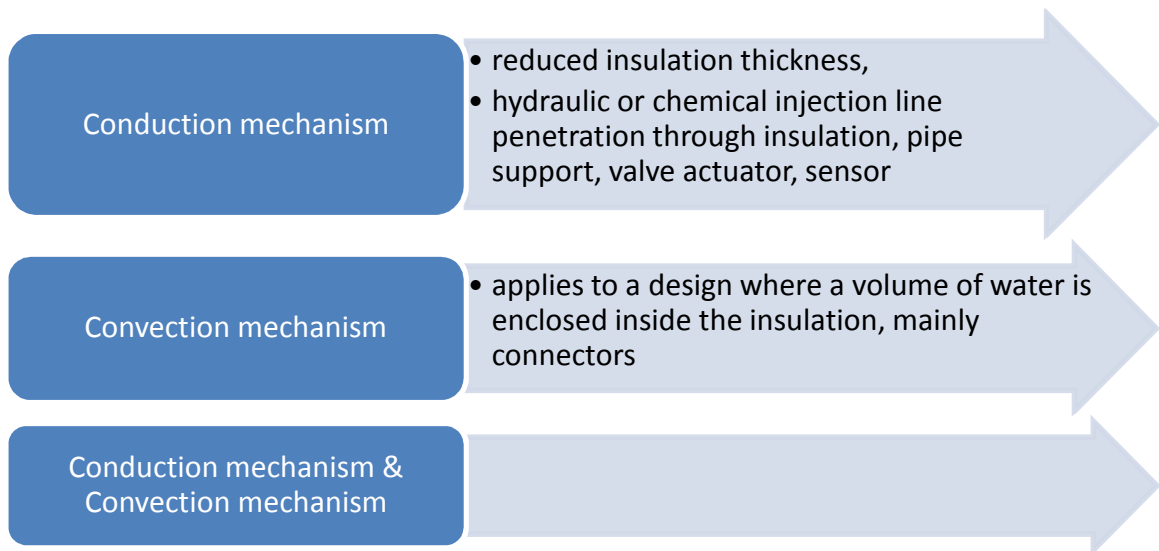 Conduction mechanism
• reduced insulation thickness,
• hydraulic or chemical injection line
penetration through insulation, pipe
support, valve actuator, sensor
Convection mechanism
• applies to a design where a volume of water is
enclosed inside the insulation, mainly
connectors
Conduction mechanism &
Convection mechanism